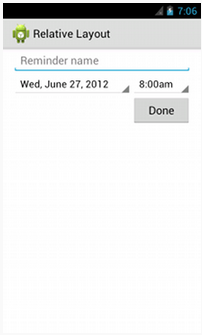 7:06
Relative Layout
Reminder name
Wed, June 27, 2012 8:00am
Done